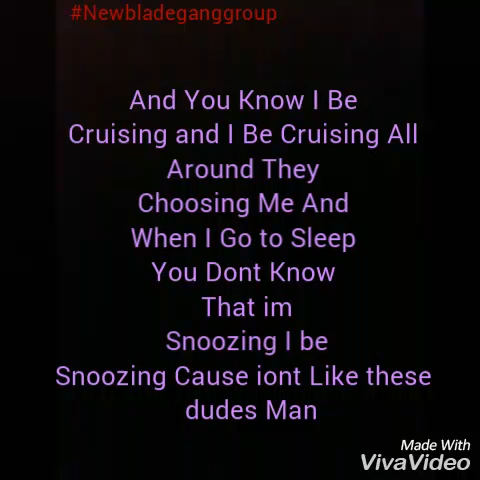 #Newbladeganggroup
And You Know I Be
Cruising and I Be Cruising All
Around They
Choosing Me And
When I Go to Sleep
You Dont Know
That im
Snoozing I be
Snoozing Cause iont Like these
dudes Man
Made With
VivaVideo